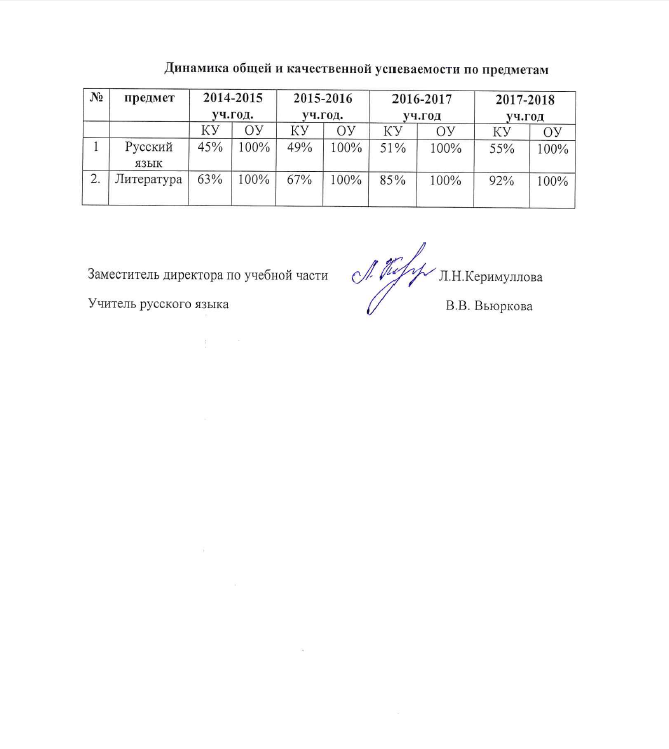 Динамика общей и качественной успеваемости по предметам
№ предмет 2014-2015 2015-2016 2016-2017 2017-2018
уч.год. уч.год. уч.год уч.год
КУ ОУ КУ ОУ КУ ОУ КУ ОУ
1 Русский 45% 100% 49% 100% 51% 100% 55% 100%
язык
2. Литература 63% 100% 67% 100% 85% 100% 92% 100%
Заместитель директора по учебной части Л.Н.Керимуллова
Учитель русского языка В.В. Вьюркова